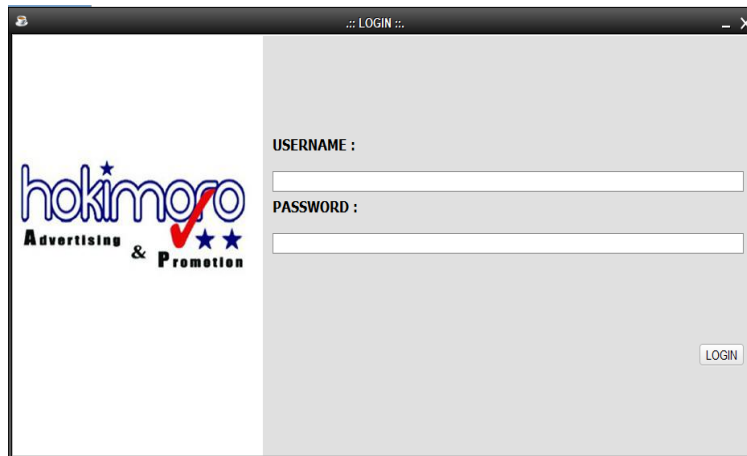 .:: LOGIN ::.
hokimoro
Advertising
& Promotion
USERNAME :
PASSWORD :
LOGIN